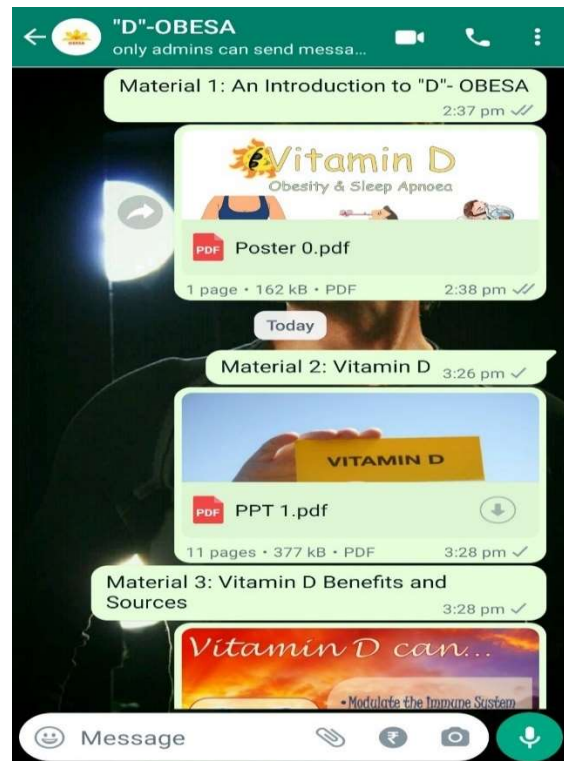 "D"-OBESA
only admins can send messa...
Material 1: An Introduction to "D"- OBESA
2:37 pm
Vitamin D
Obesity & Sleep Apnoea
PDF Poster 0.pdf
1 page • 162 kB • PDF 2:38 pm
Today
Material 2: Vitamin D 3:26 pm
VITAMIN D
PDF PPT 1.pdf
11 pages • 377 kB • PDF 3:28 pm
Material 3: Vitamin D Benefits and
Sources 3:28 pm
Vitamin D can...
• Modulate the Immune System
Message ₹